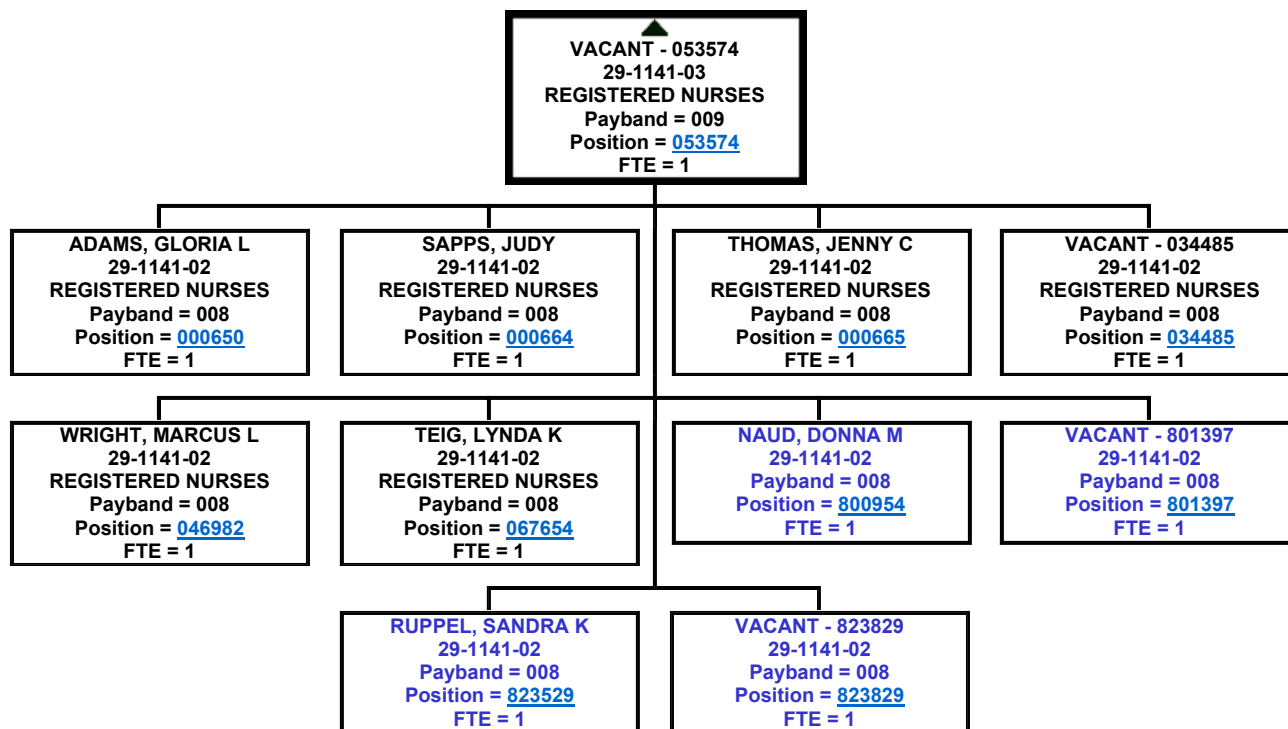 VACANT - 053574
29-1141-03
REGISTERED NURSES
Payband = 009
Position = 053574
FTE = 1
ADAMS, GLORIA L
29-1141-02
REGISTERED NURSES
Payband = 008
Position = 000650
FTE = 1
SAPPS, JUDY
29-1141-02
REGISTERED NURSES
Payband = 008
Position = 000664
FTE = 1
THOMAS, JENNY C
29-1141-02
REGISTERED NURSES
Payband = 008
Position = 000665
FTE = 1
VACANT - 034485
29-1141-02
REGISTERED NURSES
Payband = 008
Position = 034485
FTE = 1
WRIGHT, MARCUS L
29-1141-02
REGISTERED NURSES
Payband = 008
Position = 046982
FTE = 1
TEIG, LYNDA K
29-1141-02
REGISTERED NURSES
Payband = 008
Position = 067654
FTE = 1
NAUD, DONNA M
29-1141-02
Payband = 008
Position = 800954
FTE = 1
VACANT - 801397
29-1141-02
Payband = 008
Position = 801397
FTE = 1
RUPPEL, SANDRA K
29-1141-02
Payband = 008
Position = 823529
FTE = 1
VACANT - 823829
29-1141-02
Payband = 008
Position = 823829
FTE = 1